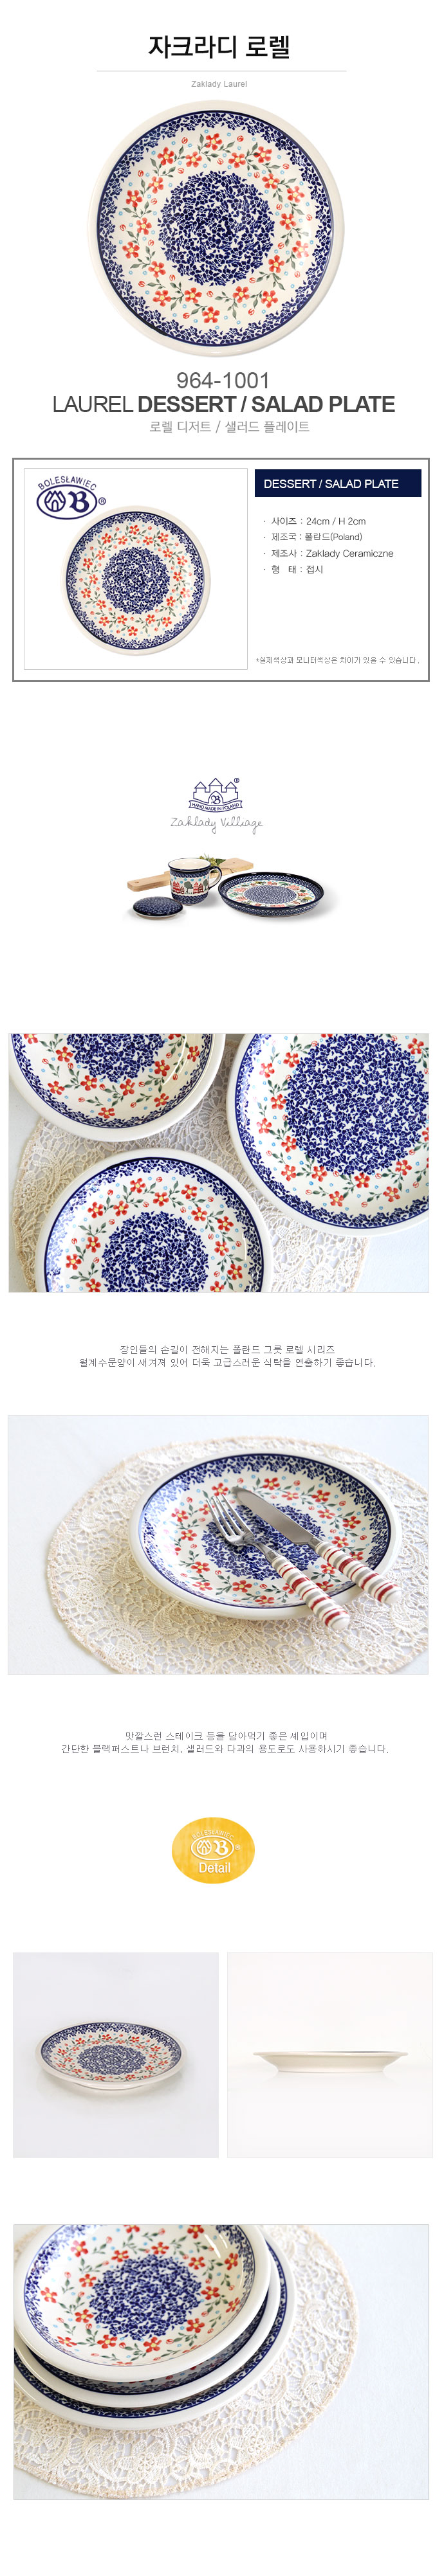 자크라디 로렐
Zaklady Laurel
964-1001
LAUREL DESSERT / SALAD PLATE
로렐 디저트 / 샐러드 플레이트
BOLESŁAWIEC
B
DESSERT / SALAD PLATE
· 사이즈 : 24cm / H 2cm
· 제조국 : 폴란드(Poland)
· 제조사 : Zaklady Ceramiczne
· 형 태 : 접시
*실제색상과 모니터색상은 차이가 있을 수 있습니다.
B
HAND MADE IN POLAND
Zaklady Village
장인들의 손길이 전해지는 폴란드 그릇 로렐 시리즈
월계수문양이 새겨져 있어 더욱 고급스러운 식탁을 연출하기 좋습니다.
맛깔스런 스테이크 등을 담아먹기 좋은 셰입이며
간단한 블랙퍼스트나 브런치, 샐러드와 다과의 용도로도 사용하시기 좋습니다.
BOLESŁAWIEC
B
Detail